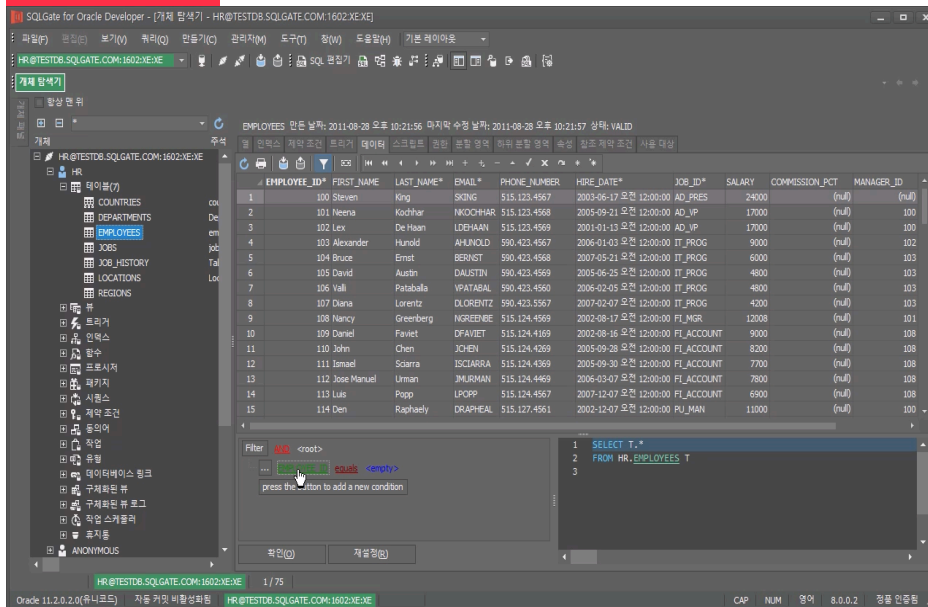 SQLGate for Oracle Developer - [개체 탐색기 - HR@TESTDB.SQLGATE.COM:1602:XE:XE]
파일(F) 편집(E) 보기(V) 쿼리(Q) 만들기(C) 관리자(M) 도구(T) 창(W) 도움말(H) 기본 레이아웃
HR@TESTDB.SQLGATE.COM:1602:XE:XE SQL 편집기
개체 탐색기
항상 맨 위
*
EMPLOYEES 만든 날짜: 2011-08-28 오후 10:21:56 마지막 수정 날짜: 2011-08-28 오후 10:21:57 상태: VALID
개체 주석
열 인덱스 제약 조건 트리거 데이터 스크립트 권한 분할 영역 하위 분할 영역 속성 참조 제약 조건 사용 대상
HR@TESTDB.SQLGATE.COM:1602:XE:XE
HR
테이블(7)
COUNTRIES cou
DEPARTMENTS De
EMPLOYEES em
JOBS job
JOB_HISTORY Tal
LOCATIONS Loc
REGIONS
뷰
트리거
인덱스
함수
프로시저
패키지
시퀀스
제약 조건
동의어
작업
유형
데이터베이스 링크
구체화된 뷰
구체화된 뷰 로그
작업 스케줄러
휴지통
ANONYMOUS
EMPLOYEE_ID* FIRST_NAME LAST_NAME* EMAIL* PHONE_NUMBER HIRE_DATE* JOB_ID* SALARY COMMISSION_PCT MANAGER_ID
1 100 Steven King SKING 515.123.4567 2003-06-17 오전 12:00:00 AD_PRES 24000 (null) (null)
2 101 Neena Kochhar NKOCHHAR 515.123.4568 2005-09-21 오전 12:00:00 AD_VP 17000 (null) 100
3 102 Lex De Haan LDEHAAN 515.123.4569 2001-01-13 오전 12:00:00 AD_VP 17000 (null) 100
4 103 Alexander Hunold AHUNOLD 590.423.4567 2006-01-03 오전 12:00:00 IT_PROG 9000 (null) 102
5 104 Bruce Ernst BERNST 590.423.4568 2007-05-21 오전 12:00:00 IT_PROG 6000 (null) 103
6 105 David Austin DAUSTIN 590.423.4569 2005-06-25 오전 12:00:00 IT_PROG 4800 (null) 103
7 106 Valli Pataballa VPATABAL 590.423.4560 2006-02-05 오전 12:00:00 IT_PROG 4800 (null) 103
8 107 Diana Lorentz DLORENTZ 590.423.5567 2007-02-07 오전 12:00:00 IT_PROG 4200 (null) 103
9 108 Nancy Greenberg NGREENBE 515.124.4569 2002-08-17 오전 12:00:00 FI_MGR 12008 (null) 101
10 109 Daniel Faviet DFAVIET 515.124.4169 2002-08-16 오전 12:00:00 FI_ACCOUNT 9000 (null) 108
11 110 John Chen JCHEN 515.124.4269 2005-09-28 오전 12:00:00 FI_ACCOUNT 8200 (null) 108
12 111 Ismael Sciarra ISCIARRA 515.124.4369 2005-09-30 오전 12:00:00 FI_ACCOUNT 7700 (null) 108
13 112 Jose Manuel Urman JMURMAN 515.124.4469 2006-03-07 오전 12:00:00 FI_ACCOUNT 7800 (null) 108
14 113 Luis Popp LPOPP 515.124.4567 2007-12-07 오전 12:00:00 FI_ACCOUNT 6900 (null) 108
15 114 Den Raphaely DRAPHEAL 515.127.4561 2002-12-07 오전 12:00:00 PU_MAN 11000 (null) 100
Filter AND <root>
... equals <empty>
press the button to add a new condition
확인(O) 재설정(R)
1 SELECT T.*
2 FROM HR.EMPLOYEES T
3
HR@TESTDB.SQLGATE.COM:1602:XE:XE 1/75
Oracle 11.2.0.2.0(유니코드) 자동 커밋 비활성화됨 HR@TESTDB.SQLGATE.COM:1602:XE:XE CAP NUM 영어 8.0.0.2 정품 인증됨